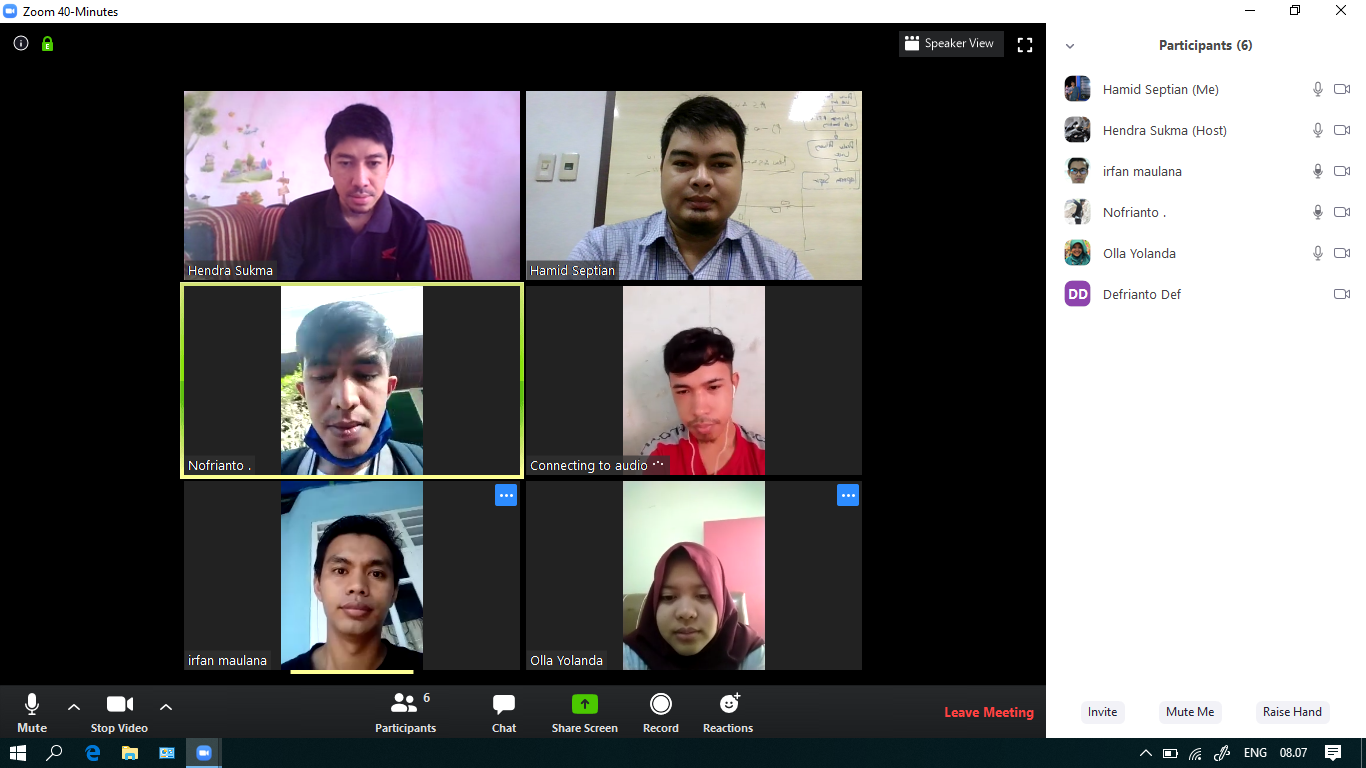 Zoom 40-Minutes
Speaker View
Participants (6)
Hamid Septian (Me)
Hendra Sukma (Host)
irfan maulana
Nofrianto .
Olla Yolanda
DD
Defrianto Def
Hendra Sukma
Hamid Septian
Nofrianto .
Connecting to audio
irfan maulana
Olla Yolanda
Invite
Mute Me
Raise Hand
Mute
Stop Video
6
Participants
Chat
Share Screen
Record
Reactions
Leave Meeting
ENG
08.07